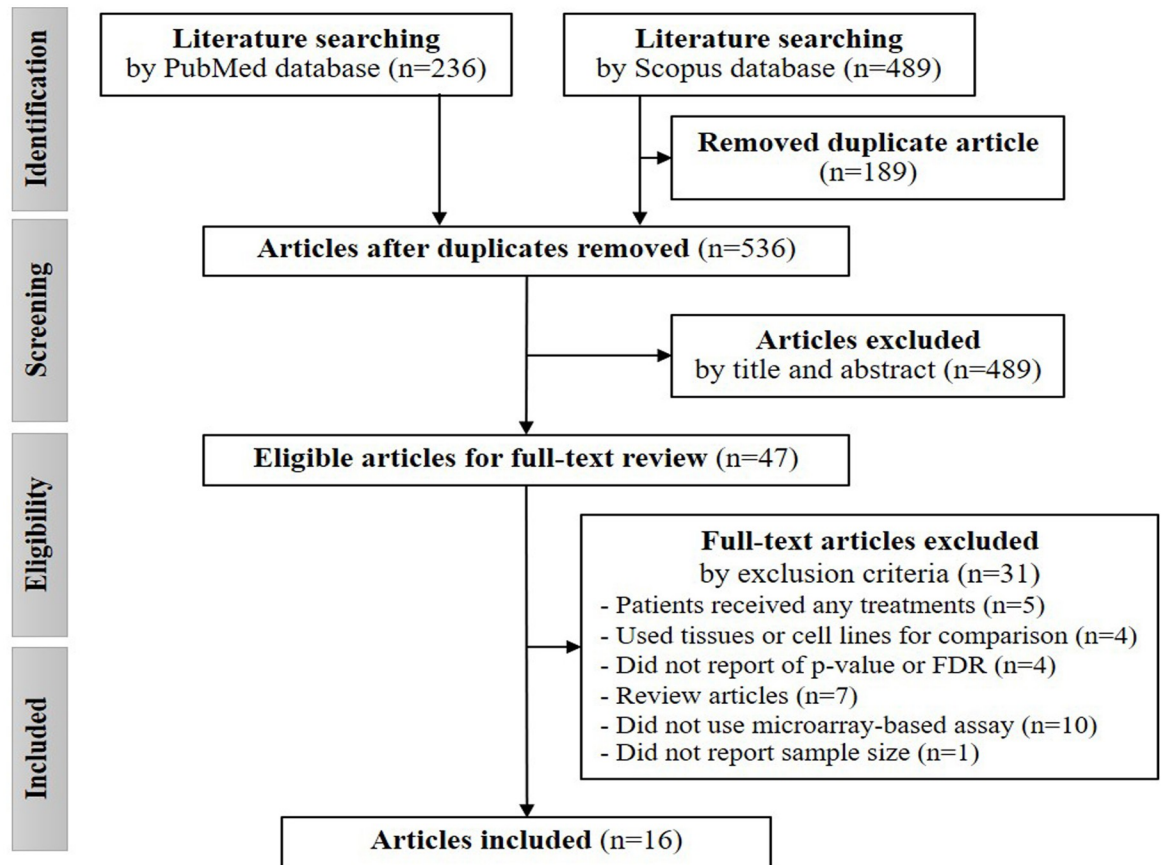 Identification
Literature searching
by PubMed database (n=236)
Literature searching
by Scopus database (n=489)
Removed duplicate article
(n=189)
Screening
Articles after duplicates removed (n=536)
Articles excluded
by title and abstract (n=489)
Eligibility
Eligible articles for full-text review (n=47)
Full-text articles excluded
by exclusion criteria (n=31)
- Patients received any treatments (n=5)
- Used tissues or cell lines for comparison (n=4)
- Did not report of p-value or FDR (n=4)
- Review articles (n=7)
- Did not use microarray-based assay (n=10)
- Did not report sample size (n=1)
Included
Articles included (n=16)